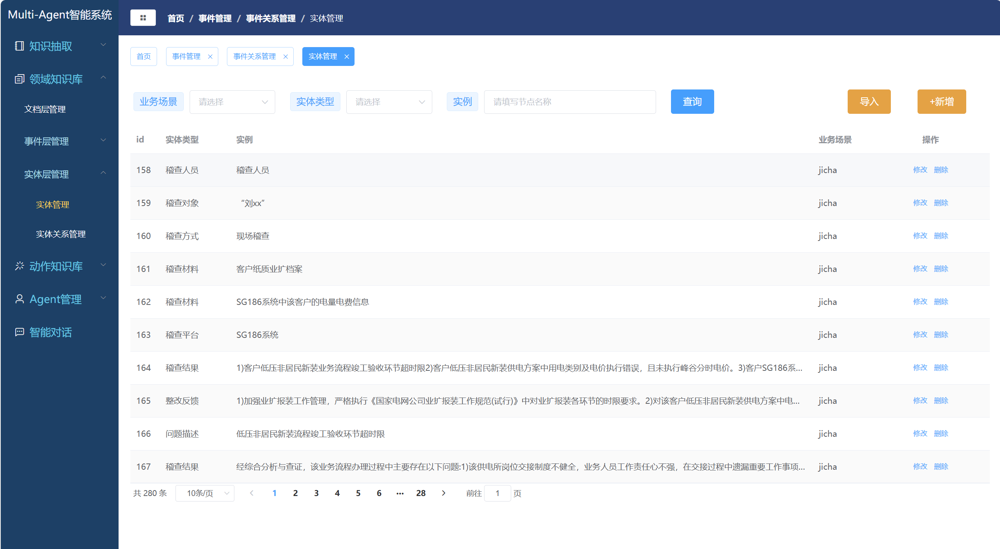 Multi-Agent智能系统
知识抽取
领域知识库
文档层管理
事件层管理
实体层管理
实体管理
实体关系管理
动作知识库
Agent管理
智能对话
首页 / 事件管理 / 事件关系管理 / 实体管理
首页 事件管理 × 事件关系管理 × 实体管理 ×
业务场景 请选择 实体类型 请选择 实例 请填写节点名称 查询 导入 +新增
id 实体类型 实例 业务场景 操作
158 稽查人员 稽查人员 jicha 修改 删除
159 稽查对象 “刘xx” jicha 修改 删除
160 稽查方式 现场稽查 jicha 修改 删除
161 稽查材料 客户纸质业扩档案 jicha 修改 删除
162 稽查材料 SG186系统中该客户的电量电费信息 jicha 修改 删除
163 稽查平台 SG186系统 jicha 修改 删除
164 稽查结果 1)客户低压非居民新装业务流程竣工验收环节超时限2)客户低压非居民新装供电方案中用电类别及电价执行错误，且未执行峰谷分时电价。3)客户SG186系... jicha 修改 删除
165 整改反馈 1)加强业扩报装工作管理，严格执行《国家电网公司业扩报装工作规范(试行)》中对业扩报装各环节的时限要求。2)对该客户低压非居民新装供电方案中电... jicha 修改 删除
166 问题描述 低压非居民新装流程竣工验收环节超时限 jicha 修改 删除
167 稽查结果 经综合分析与查证，该业务流程办理过程中主要存在以下问题:1)该供电所岗位交接制度不健全，业务人员工作责任心不强，在交接过程中遗漏重要工作事项... jicha 修改 删除
共 280 条 10条/页 < 1 2 3 4 5 6 ··· 28 > 前往 1 页